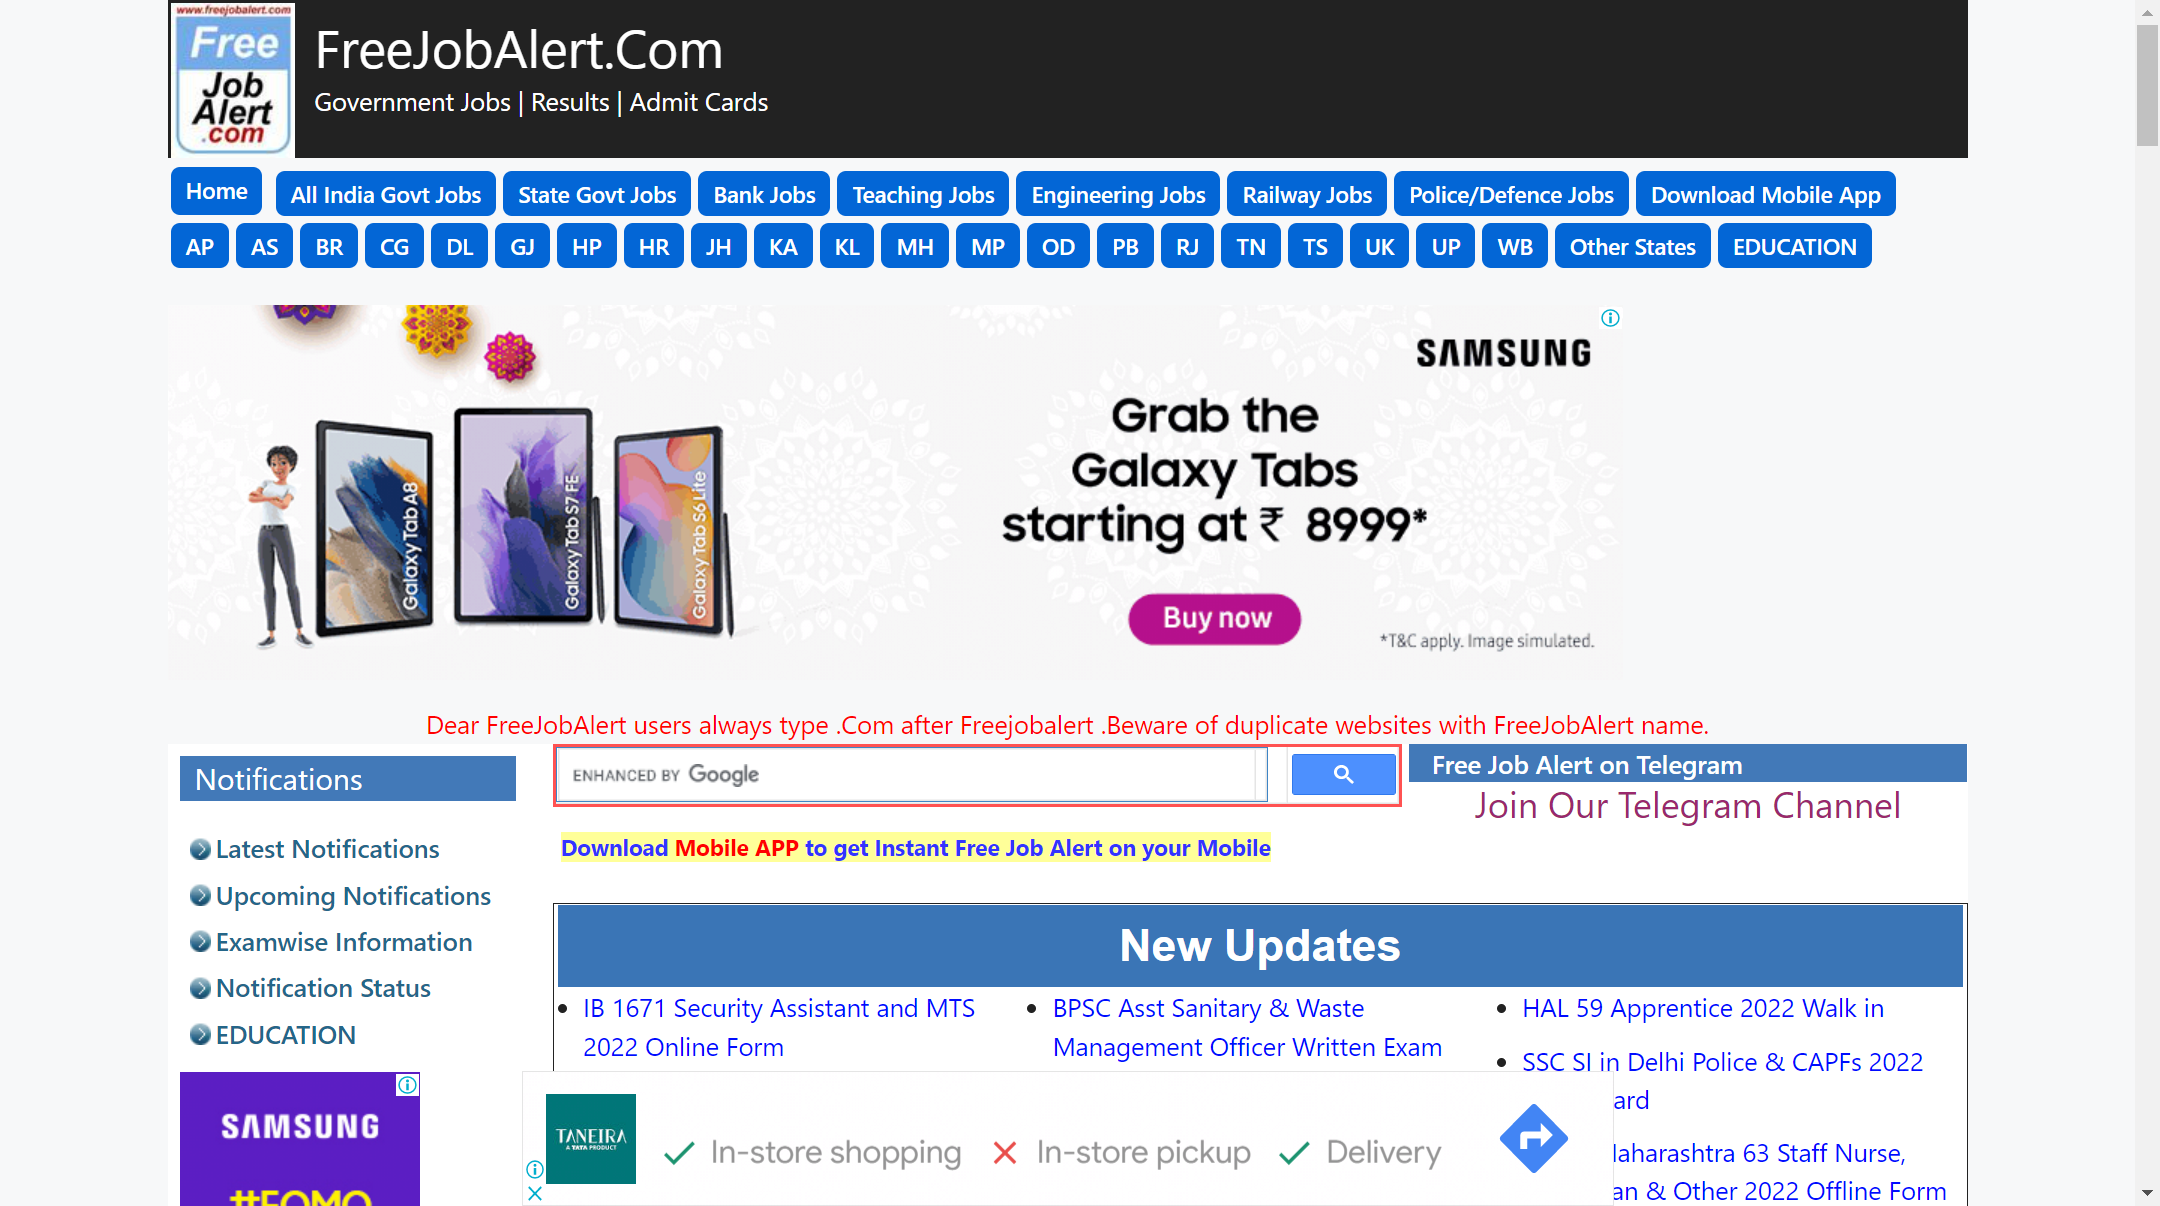 www.freejobalert.com
Free
Job
Alert
.com
FreeJobAlert.Com
Government Jobs | Results | Admit Cards
Home
All India Govt Jobs
State Govt Jobs
Bank Jobs
Teaching Jobs
Engineering Jobs
Railway Jobs
Police/Defence Jobs
Download Mobile App
AP
AS
BR
CG
DL
GJ
HP
HR
JH
KA
KL
MH
MP
OD
PB
RJ
TN
TS
UK
UP
WB
Other States
EDUCATION
Galaxy Tab A8
Galaxy Tab S7 FE
Galaxy Tab S6 Lite
SAMSUNG
Grab the
Galaxy Tabs
starting at ₹ 8999*
Buy now
*T&C apply. Image simulated.
Dear FreeJobAlert users always type .Com after Freejobalert .Beware of duplicate websites with FreeJobAlert name.
Notifications
Latest Notifications
Upcoming Notifications
Examwise Information
Notification Status
EDUCATION
SAMSUNG
#FOMO
ENHANCED BY Google
Free Job Alert on Telegram
Join Our Telegram Channel
Download Mobile APP to get Instant Free Job Alert on your Mobile
New Updates
IB 1671 Security Assistant and MTS
2022 Online Form
BPSC Asst Sanitary & Waste
Management Officer Written Exam
HAL 59 Apprentice 2022 Walk in
SSC SI in Delhi Police & CAPFs 2022
ard
aharashtra 63 Staff Nurse,
an & Other 2022 Offline Form
TANEIRA
A TATA PRODUCT
In-store shopping
In-store pickup
Delivery